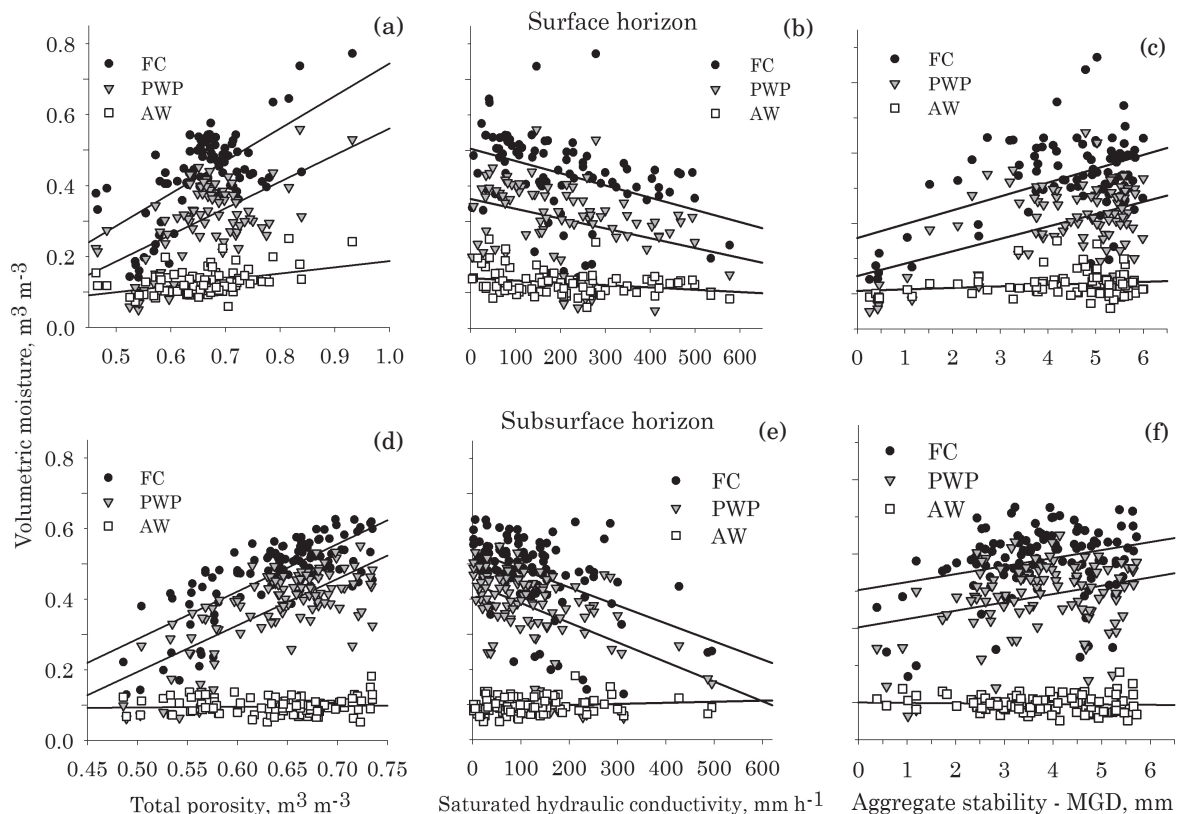 Surface horizon
(a)
(b)
(c)
0.8
0.6
0.4
0.2
0.0
FC
PWP
AW
FC
PWP
AW
FC
PWP
AW
0.5 0.6 0.7 0.8 0.9 1.0
0 100 200 300 400 500 600
0 1 2 3 4 5 6
Volumetric moisture, m3 m-3
Subsurface horizon
(d)
(e)
(f)
0.8
0.6
0.4
0.2
0.0
FC
PWP
AW
FC
PWP
AW
FC
PWP
AW
0.45 0.50 0.55 0.60 0.65 0.70 0.75
0 100 200 300 400 500 600
0 1 2 3 4 5 6
Total porosity, m3 m-3
Saturated hydraulic conductivity, mm h-1
Aggregate stability - MGD, mm